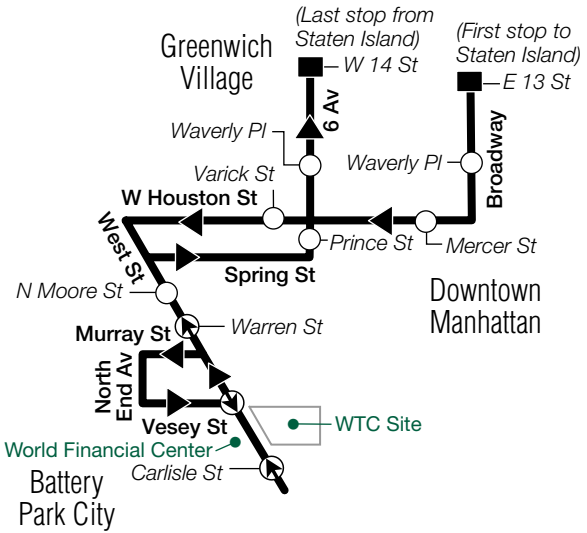 (Last stop from
Staten Island)
(First stop to
Staten Island)
Greenwich
Village
W 14 St
E 13 St
6 Av
Broadway
Waverly Pl
Waverly Pl
Varick St
W Houston St
West St
Prince St
Mercer St
Spring St
N Moore St
Downtown
Manhattan
Murray St
Warren St
North
End Av
Vesey St
WTC Site
World Financial Center
Carlisle St
Battery
Park City